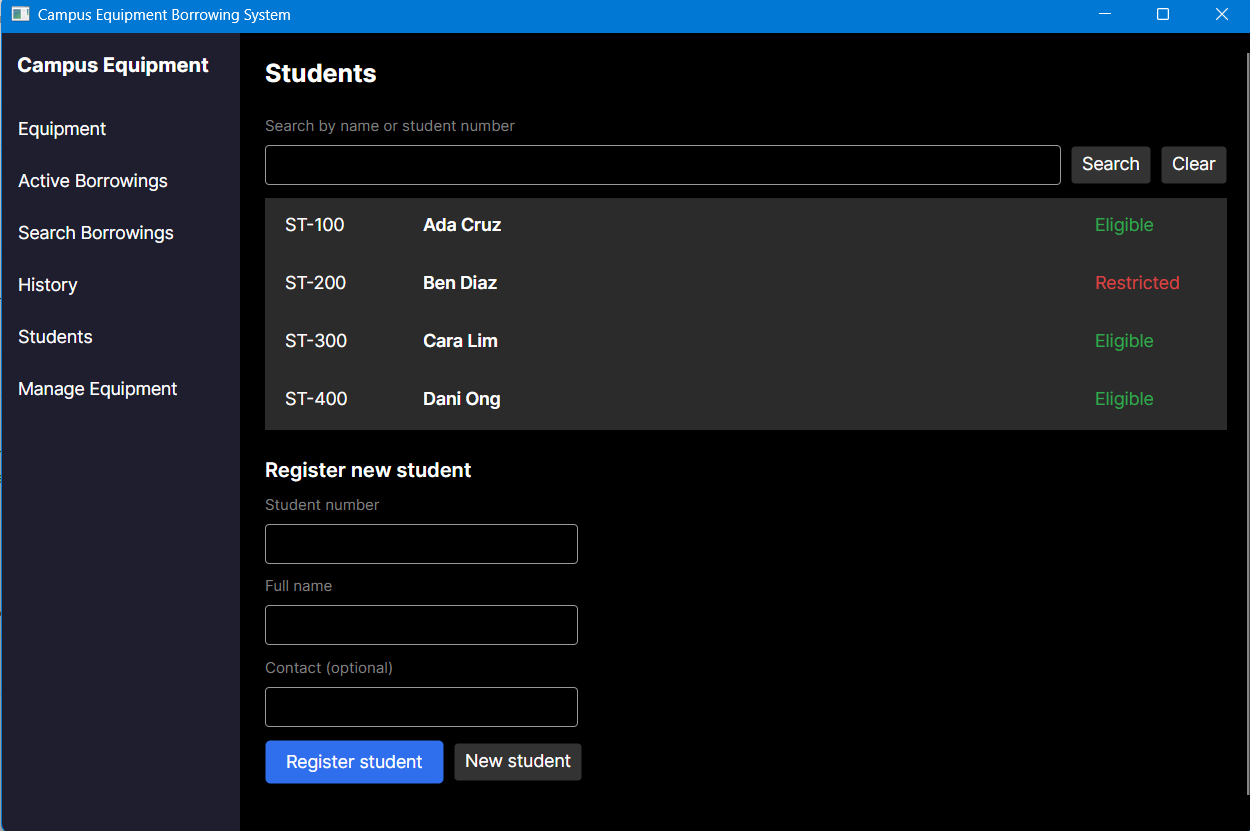 Campus Equipment Borrowing System
Campus Equipment
Equipment
Active Borrowings
Search Borrowings
History
Students
Manage Equipment
Students
Search by name or student number
Search Clear
ST-100 Ada Cruz Eligible
ST-200 Ben Diaz Restricted
ST-300 Cara Lim Eligible
ST-400 Dani Ong Eligible
Register new student
Student number
Full name
Contact (optional)
Register student New student